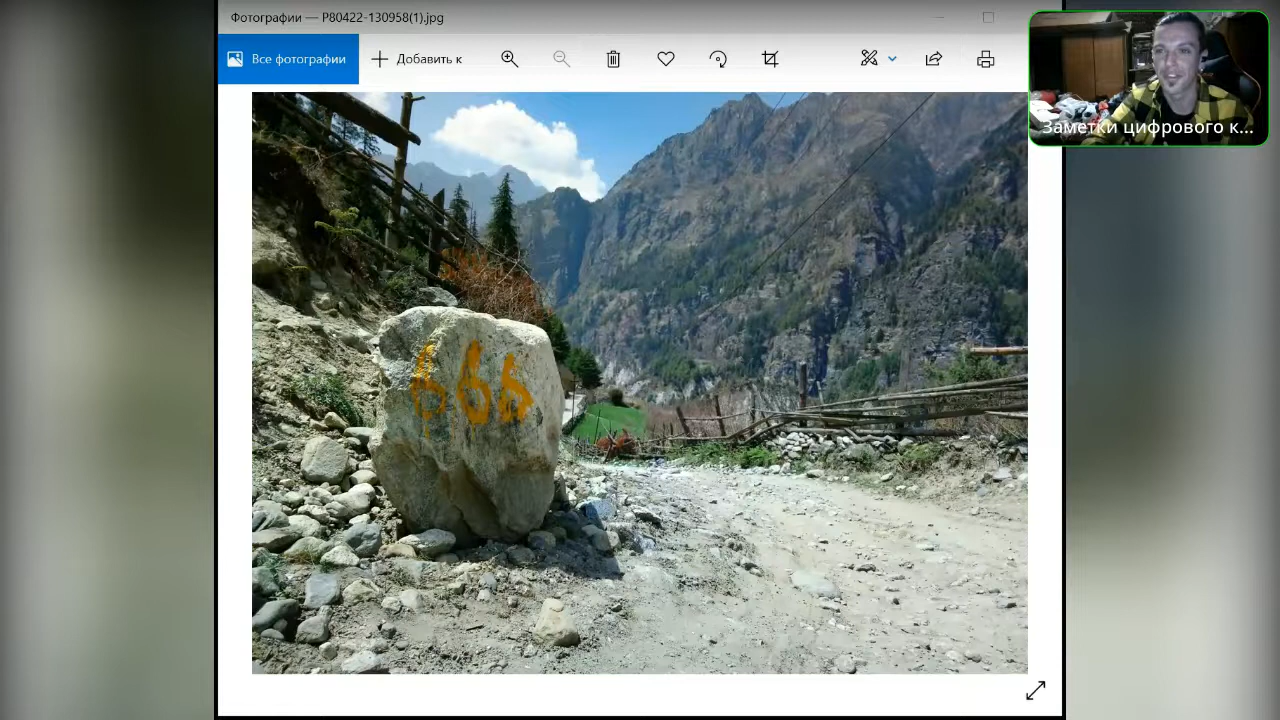 Фотографии — P80422-130958(1).jpg
Все фотографии
Добавить к
Заметки цифрового к...
666